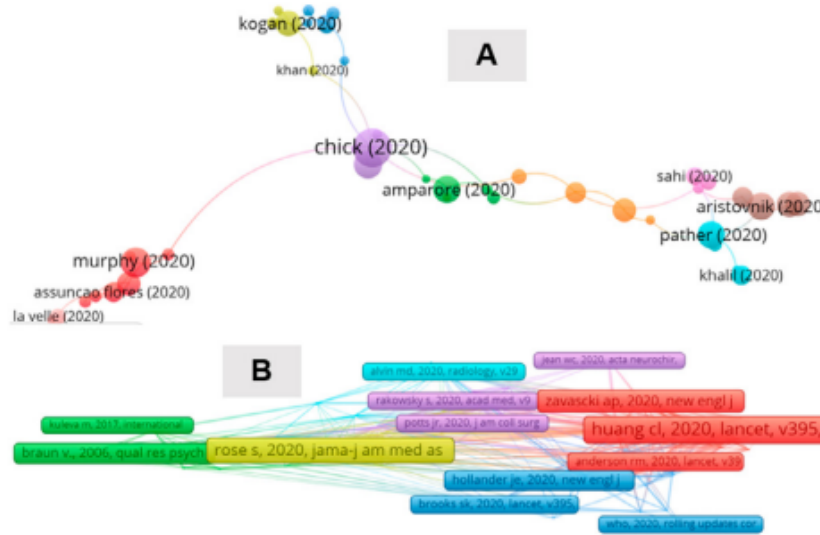 kogan (2020)
A
khan (2020)
chick (2020)
sahi (2020)
amparore (2020)
aristovnik (2020
pather (2020)
murphy (2020)
khalil (2020)
assuncao flores (2020)
la velle (2020)
B
jean wc, 2020, acta neurochir,
alvin md, 2020, radiology, v29
rakowsky s, 2020, acad med, v9
zavascki ap, 2020, new engl j
kuleva m, 2017, international
potts jr, 2020, j am coll surg
huang cl, 2020, lancet, v395,
braun v., 2006, qual res psych
rose s, 2020, jama-j am med as
anderson rm, 2020, lancet, v39
hollander je, 2020, new engl j
brooks sk, 2020, lancet, v395,
who, 2020, rolling updates cor